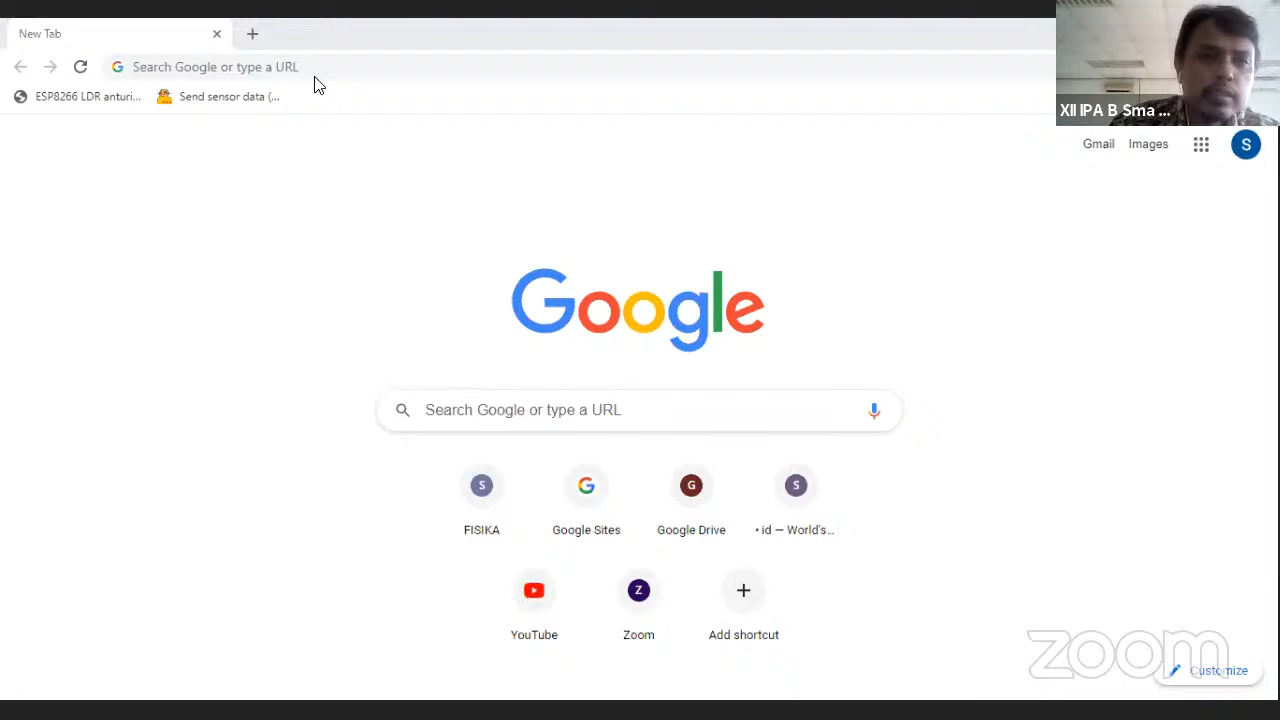 New Tab
Search Google or type a URL
ESP8266 LDR anturi... Send sensor data (...
XII IPA B Sma ...
Gmail Images S
Google
Search Google or type a URL
S G G S
FISIKA Google Sites Google Drive • id — World's...
Z
YouTube Zoom Add shortcut
zoom
Customize